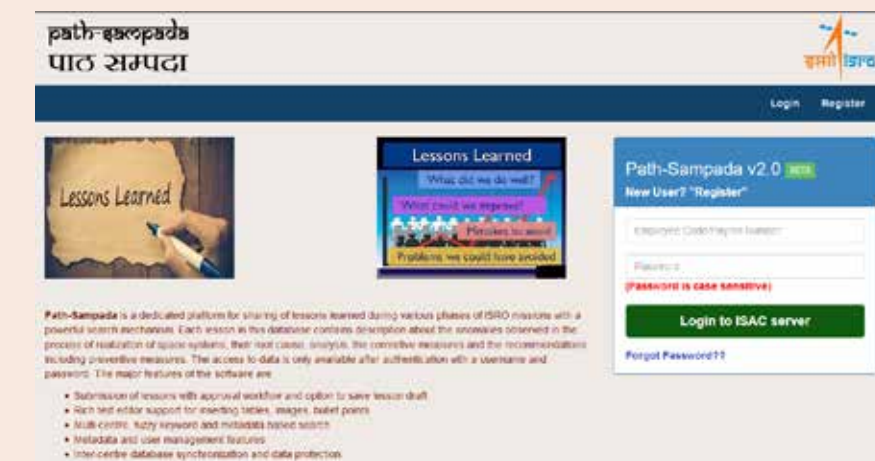 path-sampada
पाठ सम्पदा
इसरो isro
Login Register
Lessons Learned
Lessons Learned
What did we do well?
What could we improve?
Mistakes to avoid
Problems we could have avoided
Path-Sampada v2.0 BETA
New User? "Register"
Employee Code/Payroll Number
Password
(Password is case sensitive)
Login to ISAC server
Forgot Password??
Path-Sampada is a dedicated platform for sharing of lessons learned during various phases of ISRO missions with a
powerful search mechanism. Each lesson in this database contains description about the anomalies observed in the
process of realization of space systems, their root cause, analysis, the corrective measures and the recommendations
including preventive measures. The access to data is only available after authentication with a username and
password. The major features of the software are
• Submission of lessons with approval workflow and option to save lesson draft
• Rich text editor support for inserting tables, images, bullet points
• Multi-centre, fuzzy keyword and metadata based search
• Metadata and user management features
• Inter-centre database synchronization and data protection